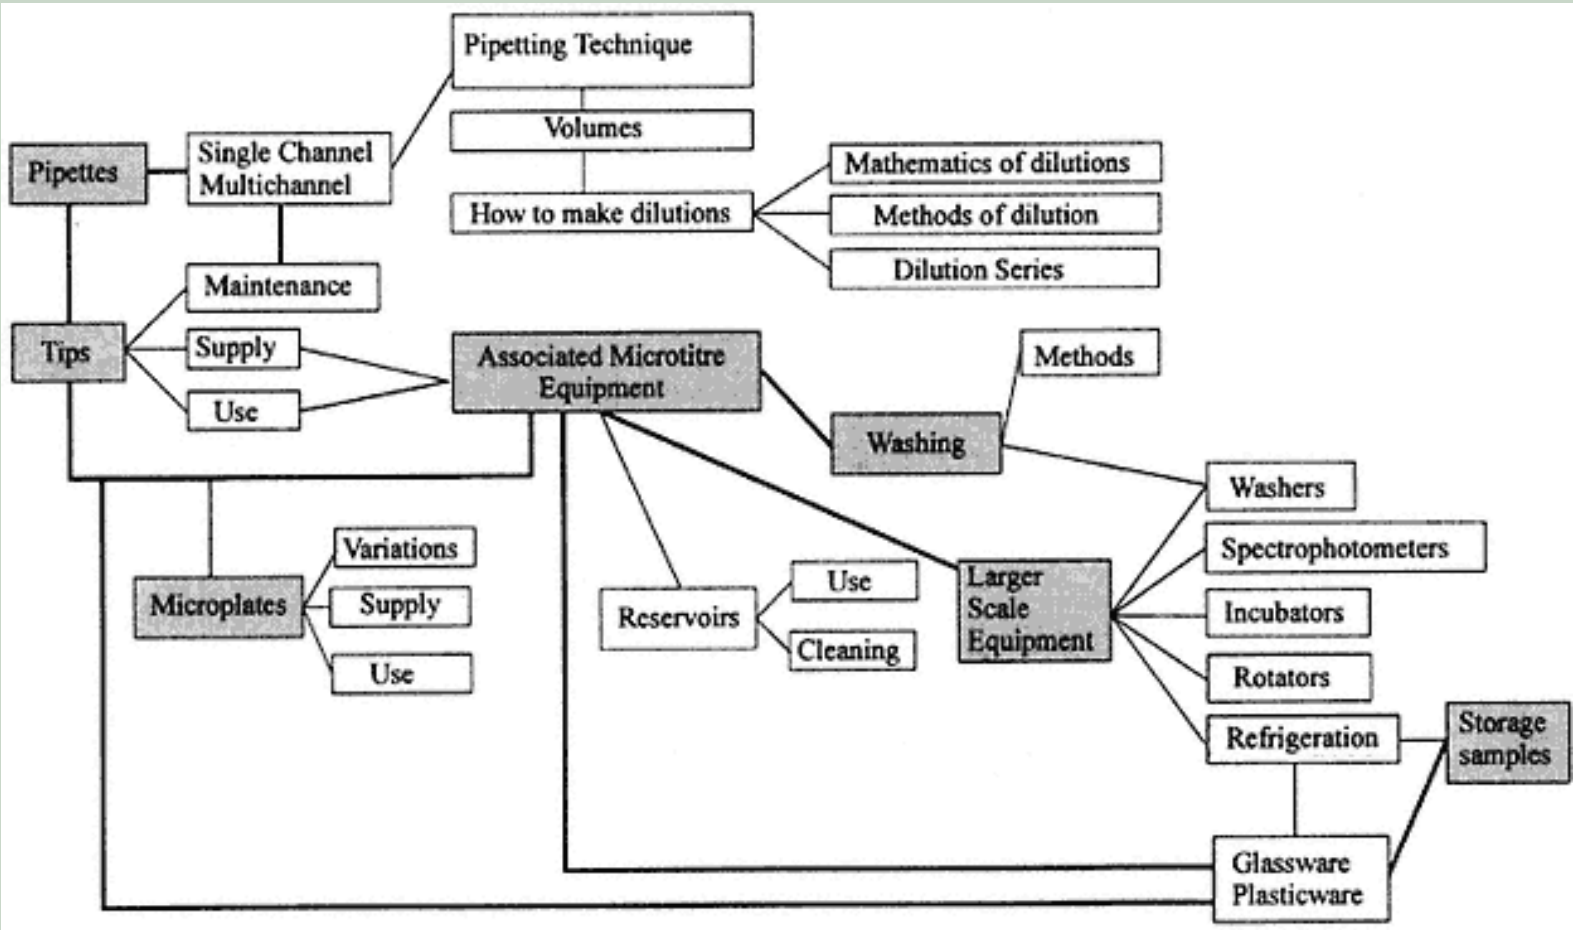 Pipetting Technique
Volumes
Pipettes
Single Channel
Multichannel
How to make dilutions
Mathematics of dilutions
Methods of dilution
Dilution Series
Maintenance
Tips
Supply
Use
Associated Microtitre
Equipment
Methods
Washing
Washers
Spectrophotometers
Incubators
Rotators
Refrigeration
Larger
Scale
Equipment
Variations
Microplates
Supply
Use
Reservoirs
Use
Cleaning
Storage
samples
Glassware
Plasticware